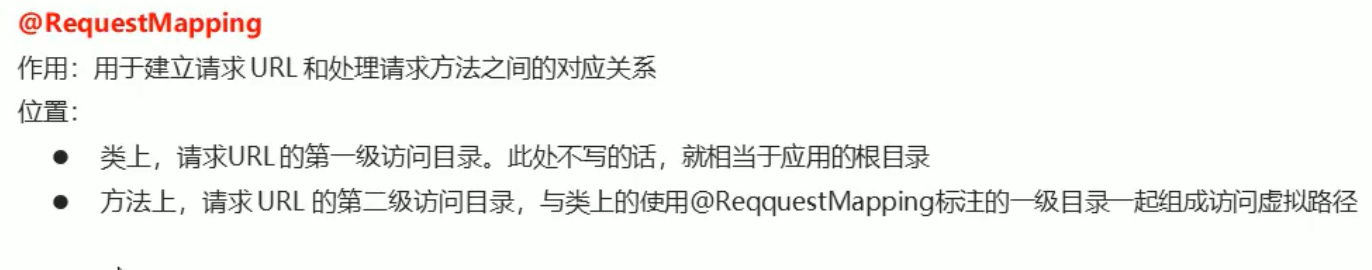 @RequestMapping
作用：用于建立请求 URL 和处理请求方法之间的对应关系
位置：
● 类上，请求URL的第一级访问目录。此处不写的话，就相当于应用的根目录
● 方法上，请求 URL 的第二级访问目录，与类上的使用@ReqquestMapping标注的一级目录一起组成访问虚拟路径